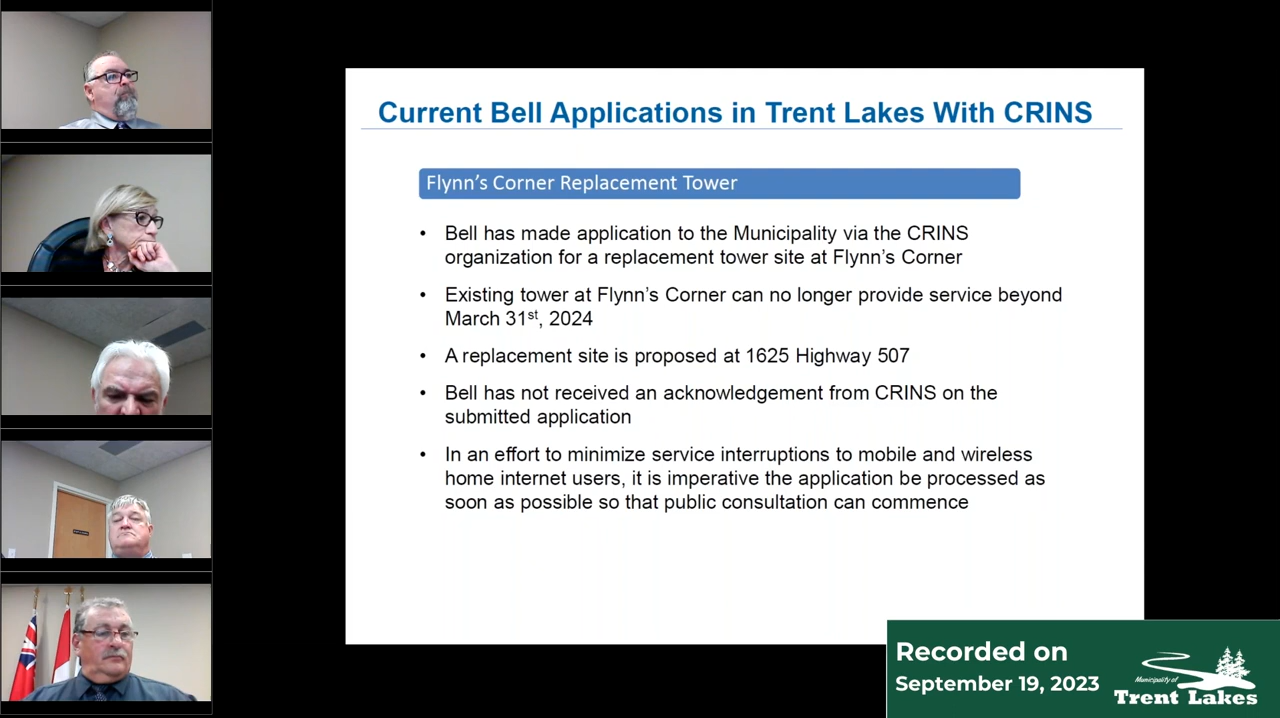 Current Bell Applications in Trent Lakes With CRINS
Flynn's Corner Replacement Tower
• Bell has made application to the Municipality via the CRINS
organization for a replacement tower site at Flynn's Corner
• Existing tower at Flynn's Corner can no longer provide service beyond
March 31st, 2024
• A replacement site is proposed at 1625 Highway 507
• Bell has not received an acknowledgement from CRINS on the
submitted application
• In an effort to minimize service interruptions to mobile and wireless
home internet users, it is imperative the application be processed as
soon as possible so that public consultation can commence
Recorded on
September 19, 2023
Municipality of
Trent Lakes